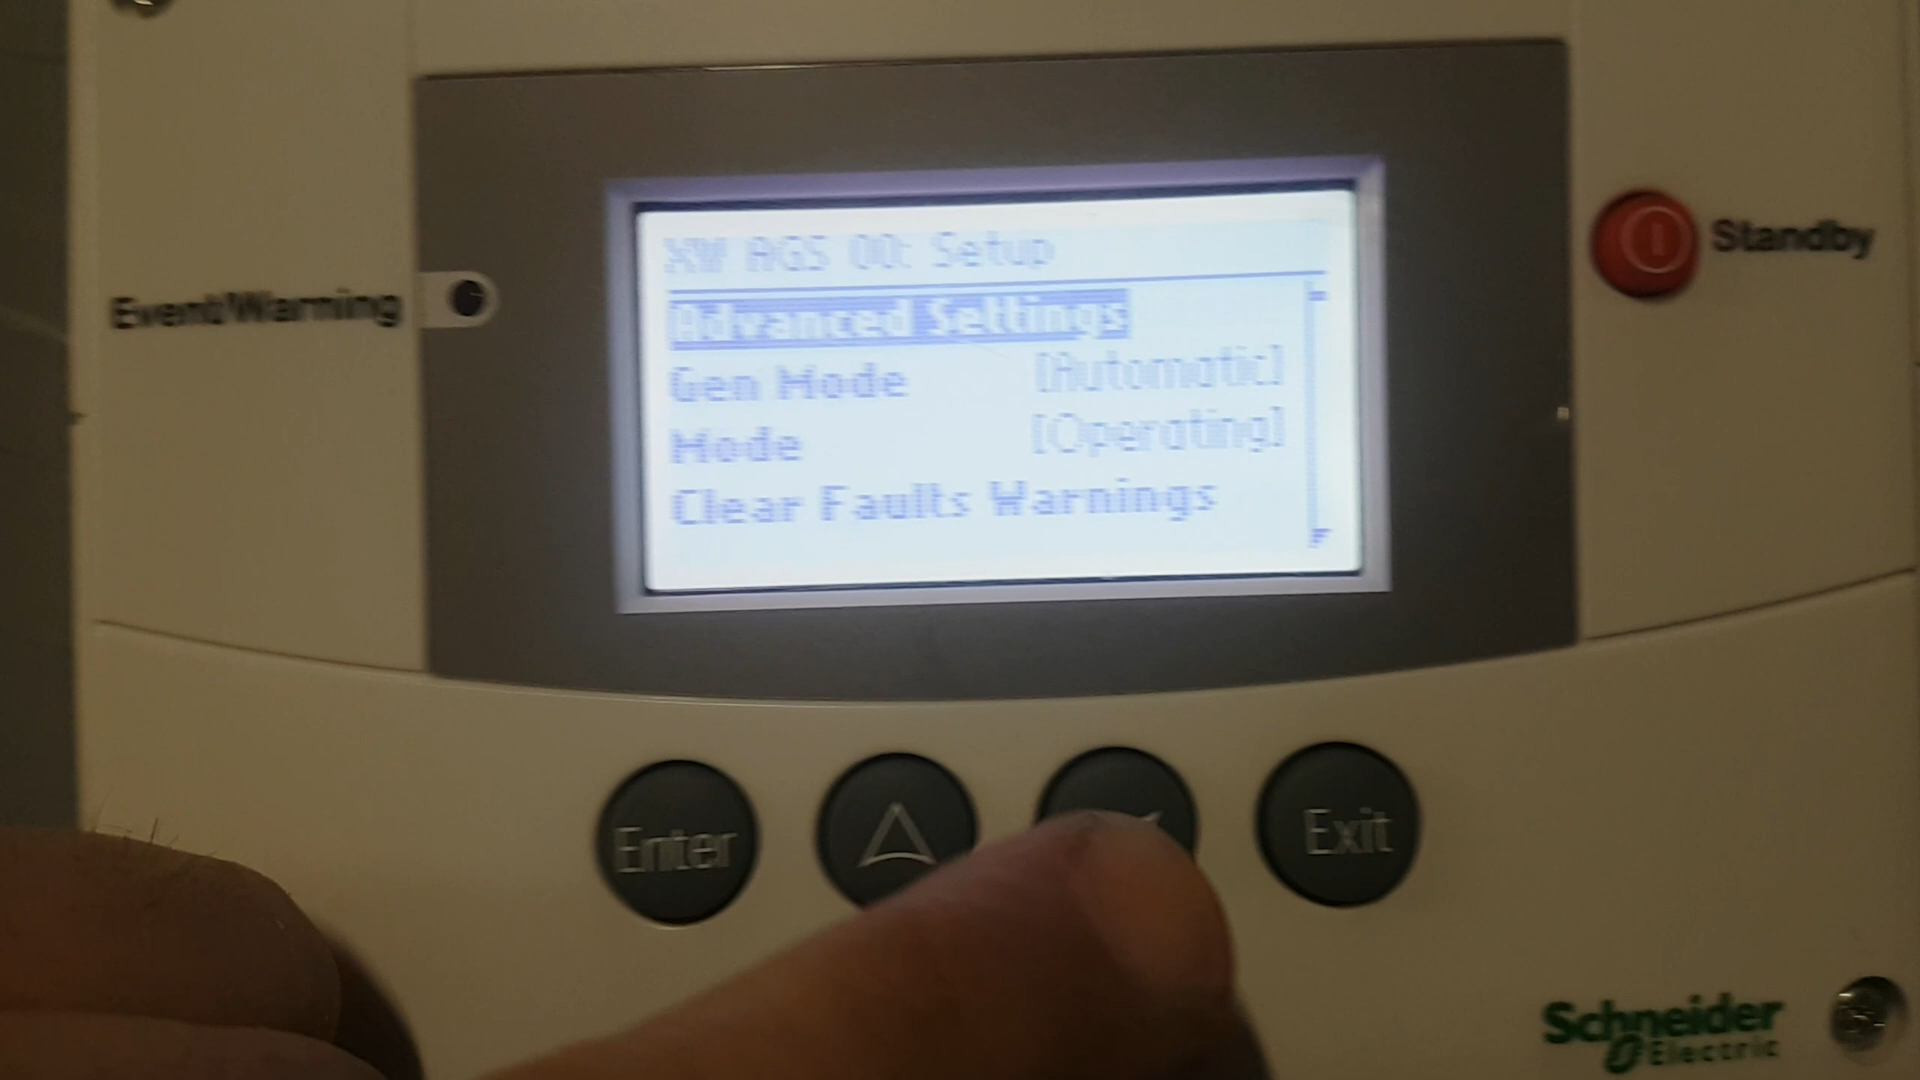 XW AGS 00: Setup
Advanced Settings
Gen Mode [Automatic]
Mode [Operating]
Clear Faults Warnings
Event/Warning
Standby
Enter
Exit
Schneider
Electric